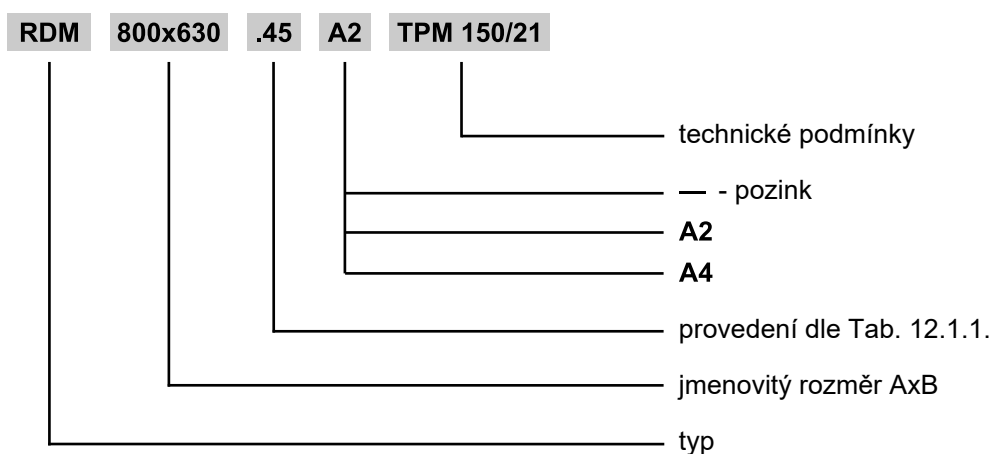 RDM 800x630 .45 A2 TPM 150/21
technické podmínky
— - pozink
A2
A4
provedení dle Tab. 12.1.1.
jmenovitý rozměr AxB
typ